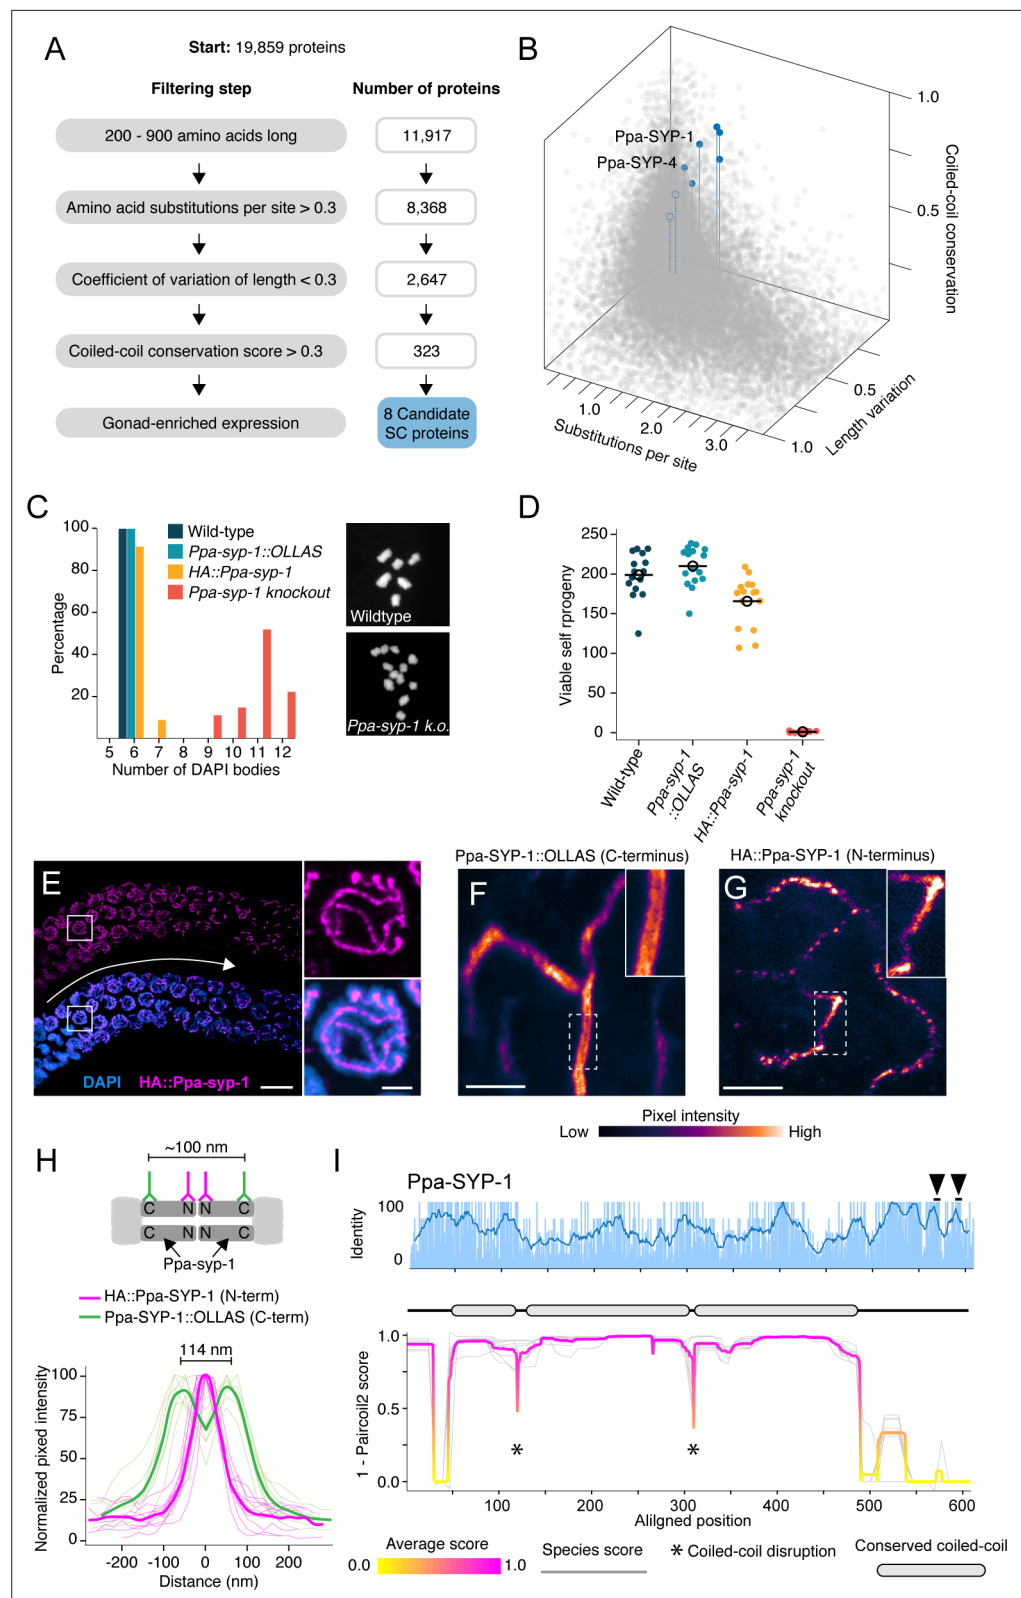 A
Start: 19,859 proteins
Filtering step
Number of proteins
200 - 900 amino acids long
11,917
Amino acid substitutions per site > 0.3
8,368
Coefficient of variation of length < 0.3
2,647
Coiled-coil conservation score > 0.3
323
Gonad-enriched expression
8 Candidate
SC proteins
B
Ppa-SYP-1
Ppa-SYP-4
1.0
0.5
Coiled-coil conservation
1.0
2.0
3.0
Substitutions per site
0.5
1.0
Length variation
C
100
80
60
40
20
Percentage
Wild-type
Ppa-syp-1::OLLAS
HA::Ppa-syp-1
Ppa-syp-1 knockout
5 6 7 8 9 10 11 12
Number of DAPI bodies
Wildtype
Ppa-syp-1 k.o.
D
250
200
150
100
50
0
Viable self rprogeny
Wild-type
Ppa-syp-1
::OLLAS
HA::Ppa-syp-1
Ppa-syp-1
knockout
E
DAPI
HA::Ppa-syp-1
Ppa-SYP-1::OLLAS (C-terminus)
F
HA::Ppa-SYP-1 (N-terminus)
G
Pixel intensity
Low
High
H
~100 nm
C N N C
C N N C
Ppa-syp-1
HA::Ppa-SYP-1 (N-term)
Ppa-SYP-1::OLLAS (C-term)
114 nm
100
75
50
25
0
Normalized pixed intensity
-200 -100 0 100 200
Distance (nm)
I
Ppa-SYP-1
100
0
Identity
1.0
0.5
0.0
1 - Paircoil2 score
* *
100 200 300 400 500 600
Aliigned position
Average score
0.0 1.0
Species score
* Coiled-coil disruption
Conserved coiled-coil